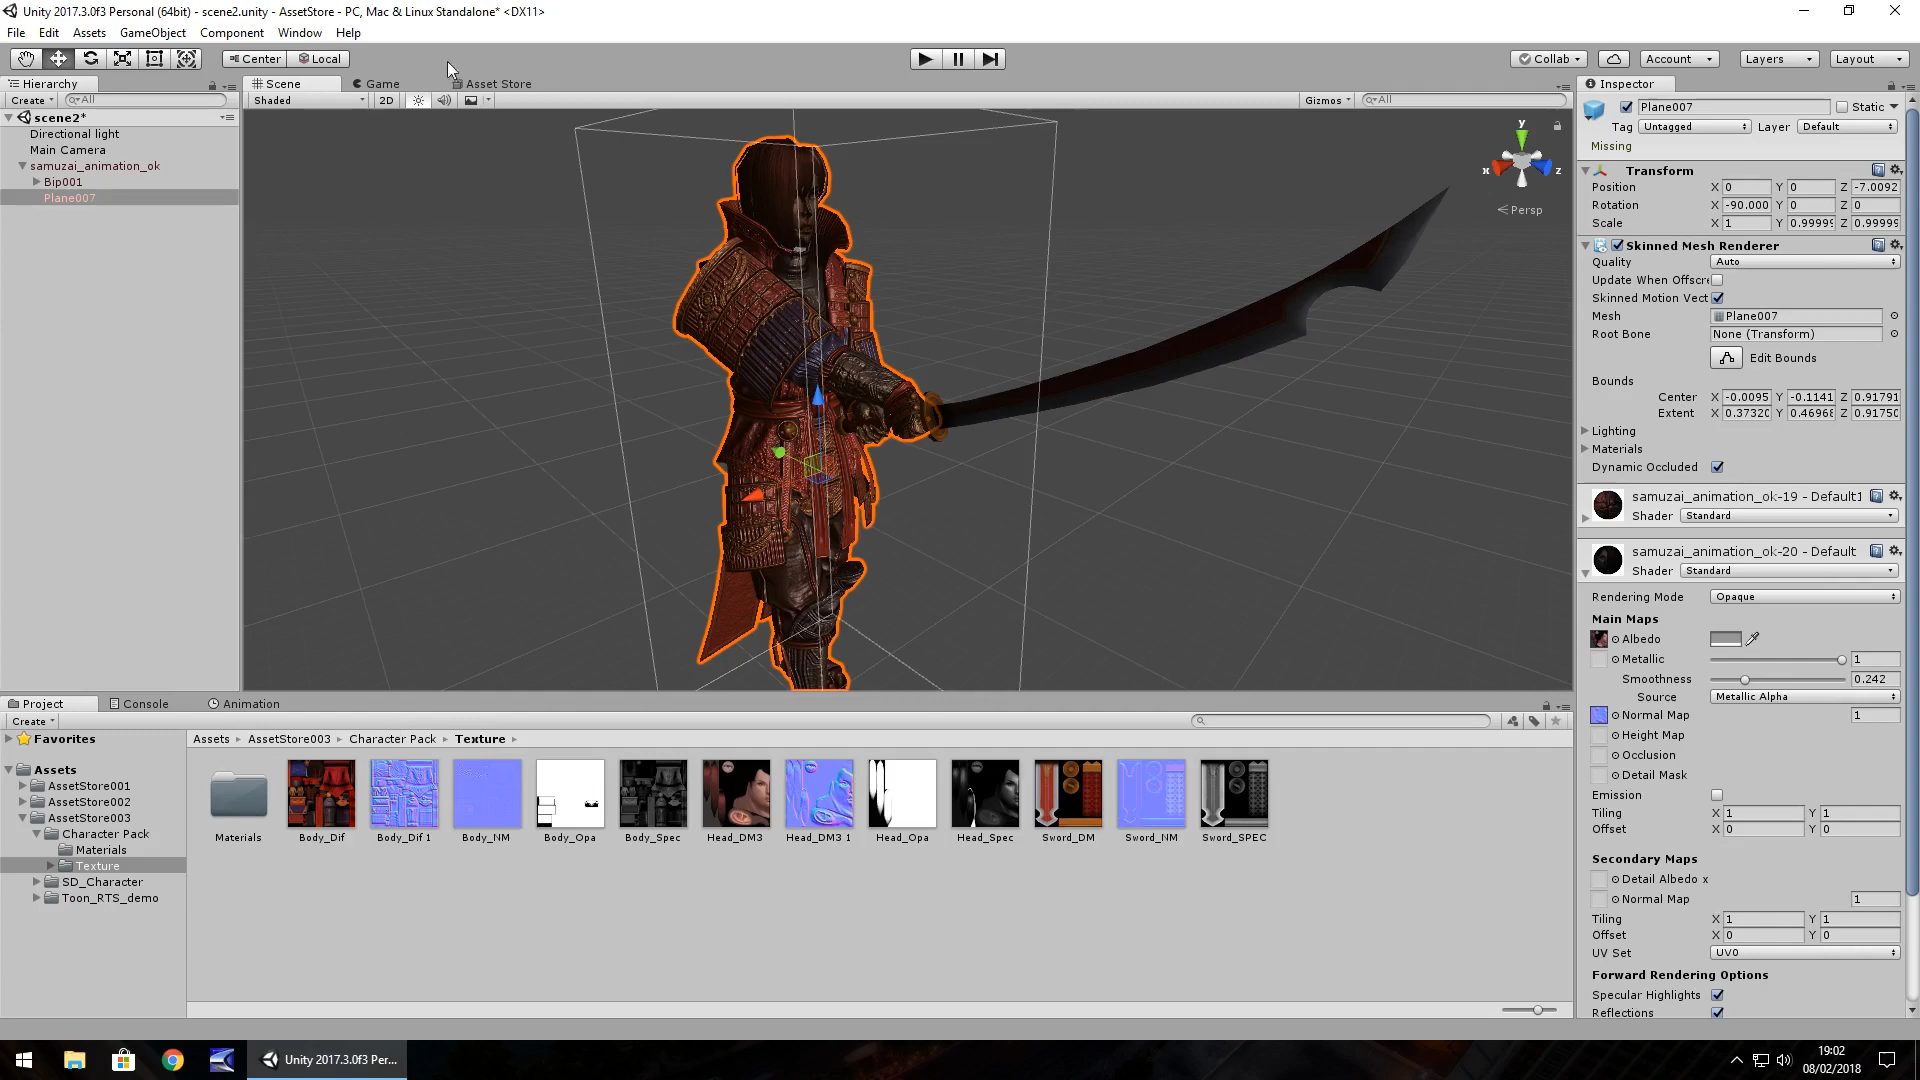 Unity 2017.3.0f3 Personal (64bit) - scene2.unity - AssetStore - PC, Mac & Linux Standalone* <DX11>
File Edit Assets GameObject Component Window Help
Center Local
Collab Account Layers Layout
Hierarchy
Create All
scene2*
Directional light
Main Camera
samuzai_animation_ok
Bip001
Plane007
Scene Game Asset Store
Shaded 2D Gizmos All
y
x z
Persp
Inspector
Plane007 Static
Tag Untagged Layer Default
Missing
Transform
Position X 0 Y 0 Z -7.0092
Rotation X -90.000 Y 0 Z 0
Scale X 1 Y 0.99999 Z 0.99999
Skinned Mesh Renderer
Quality Auto
Update When Offscre
Skinned Motion Vect
Mesh Plane007
Root Bone None (Transform)
Edit Bounds
Bounds
Center X -0.0095 Y -0.1141 Z 0.91791
Extent X 0.37320 Y 0.46968 Z 0.91750
Lighting
Materials
Dynamic Occluded
samuzai_animation_ok-19 - Default1
Shader Standard
samuzai_animation_ok-20 - Default
Shader Standard
Rendering Mode Opaque
Main Maps
Albedo
Metallic 1
Smoothness 0.242
Source Metallic Alpha
Normal Map 1
Height Map
Occlusion
Detail Mask
Emission
Tiling X 1 Y 1
Offset X 0 Y 0
Secondary Maps
Detail Albedo x
Normal Map 1
Tiling X 1 Y 1
Offset X 0 Y 0
UV Set UV0
Forward Rendering Options
Specular Highlights
Reflections
Project Console Animation
Create
Favorites
Assets
AssetStore001
AssetStore002
AssetStore003
Character Pack
Materials
Texture
SD_Character
Toon_RTS_demo
Assets AssetStore003 Character Pack Texture
Materials Body_Dif Body_Dif 1 Body_NM Body_Opa Body_Spec Head_DM3 Head_DM3 1 Head_Opa Head_Spec Sword_DM Sword_NM Sword_SPEC
Unity 2017.3.0f3 Per...
19:02
08/02/2018